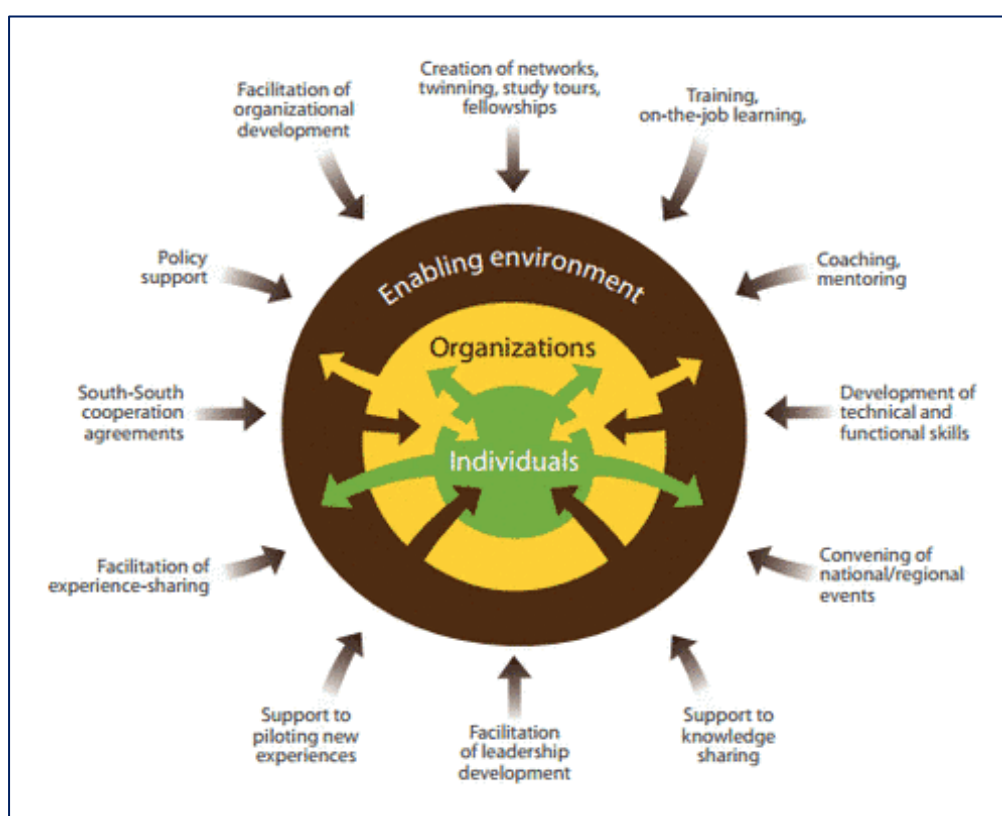 Creation of networks,
twinning, study tours,
fellowships
Facilitation of
organizational
development
Training,
on-the-job learning,
Policy
support
Enabling environment
Coaching,
mentoring
Organizations
South-South
cooperation
agreements
Development of
technical and
functional skills
Individuals
Facilitation of
experience-sharing
Convening of
national/regional
events
Support to
piloting new
experiences
Facilitation
of leadership
development
Support to
knowledge
sharing